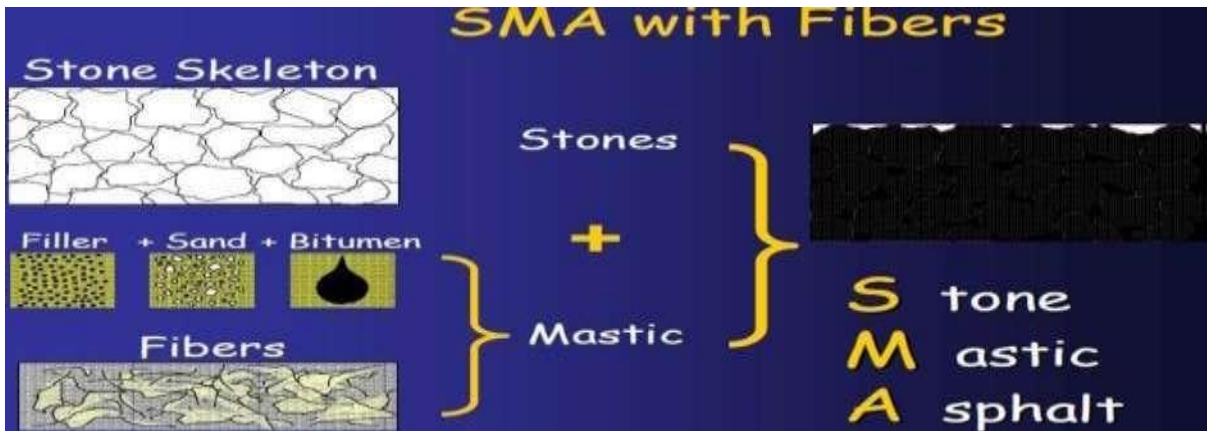 SMA with Fibers
Stone Skeleton
Stones
+
Filler + Sand + Bitumen
Fibers
Mastic
S tone
M astic
A sphalt